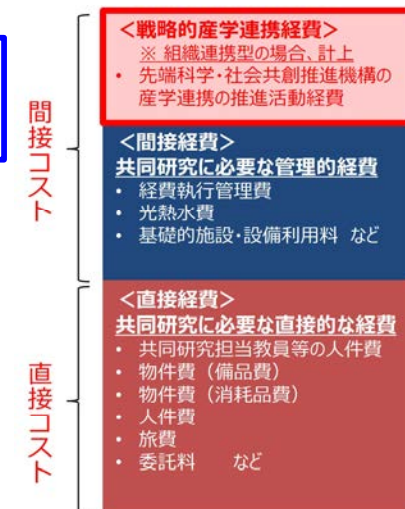 間接コスト
<戦略的産学連携経費>
※ 組織連携型の場合、計上
• 先端科学・社会共創推進機構の
産学連携の推進活動経費
<間接経費>
共同研究に必要な管理的経費
• 経費執行管理費
• 光熱水費
• 基礎的施設・設備利用料 など
直接コスト
<直接経費>
共同研究に必要な直接的な経費
• 共同研究担当教員等の人件費
• 物件費（備品費）
• 物件費（消耗品費）
• 人件費
• 旅費
• 委託料 など